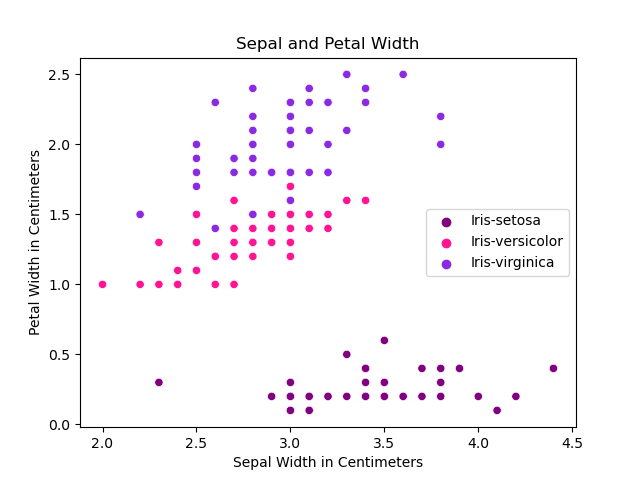 Sepal and Petal Width
Petal Width in Centimeters
2.5
2.0
1.5
1.0
0.5
0.0
Iris-setosa
Iris-versicolor
Iris-virginica
2.0 2.5 3.0 3.5 4.0 4.5
Sepal Width in Centimeters